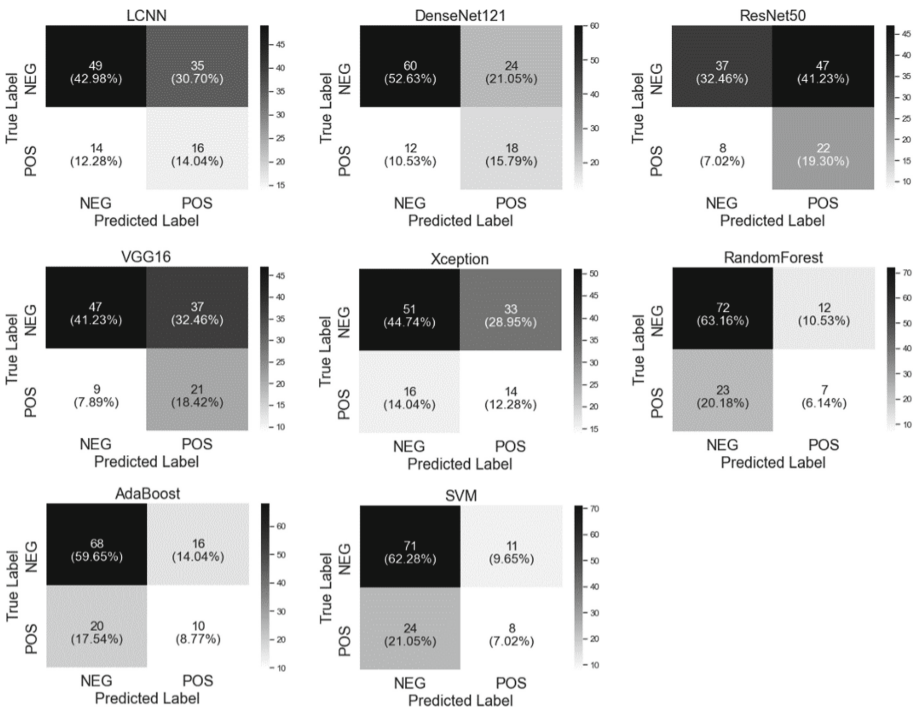 LCNN
True Label
NEG
POS
49
(42.98%)
35
(30.70%)
14
(12.28%)
16
(14.04%)
45
40
35
30
25
20
15
NEG
POS
Predicted Label
DenseNet121
True Label
NEG
POS
60
(52.63%)
24
(21.05%)
12
(10.53%)
18
(15.79%)
60
50
40
30
20
NEG
POS
Predicted Label
ResNet50
True Label
NEG
POS
37
(32.46%)
47
(41.23%)
8
(7.02%)
22
(19.30%)
45
40
35
30
25
20
15
10
NEG
POS
Predicted Label
VGG16
True Label
NEG
POS
47
(41.23%)
37
(32.46%)
9
(7.89%)
21
(18.42%)
45
40
35
30
25
20
15
10
NEG
POS
Predicted Label
Xception
True Label
NEG
POS
51
(44.74%)
33
(28.95%)
16
(14.04%)
14
(12.28%)
50
45
40
35
30
25
20
15
NEG
POS
Predicted Label
RandomForest
True Label
NEG
POS
72
(63.16%)
12
(10.53%)
23
(20.18%)
7
(6.14%)
70
60
50
40
30
20
10
NEG
POS
Predicted Label
AdaBoost
True Label
NEG
POS
68
(59.65%)
16
(14.04%)
20
(17.54%)
10
(8.77%)
60
50
40
30
20
10
NEG
POS
Predicted Label
SVM
True Label
NEG
POS
71
(62.28%)
11
(9.65%)
24
(21.05%)
8
(7.02%)
70
60
50
40
30
20
10
NEG
POS
Predicted Label